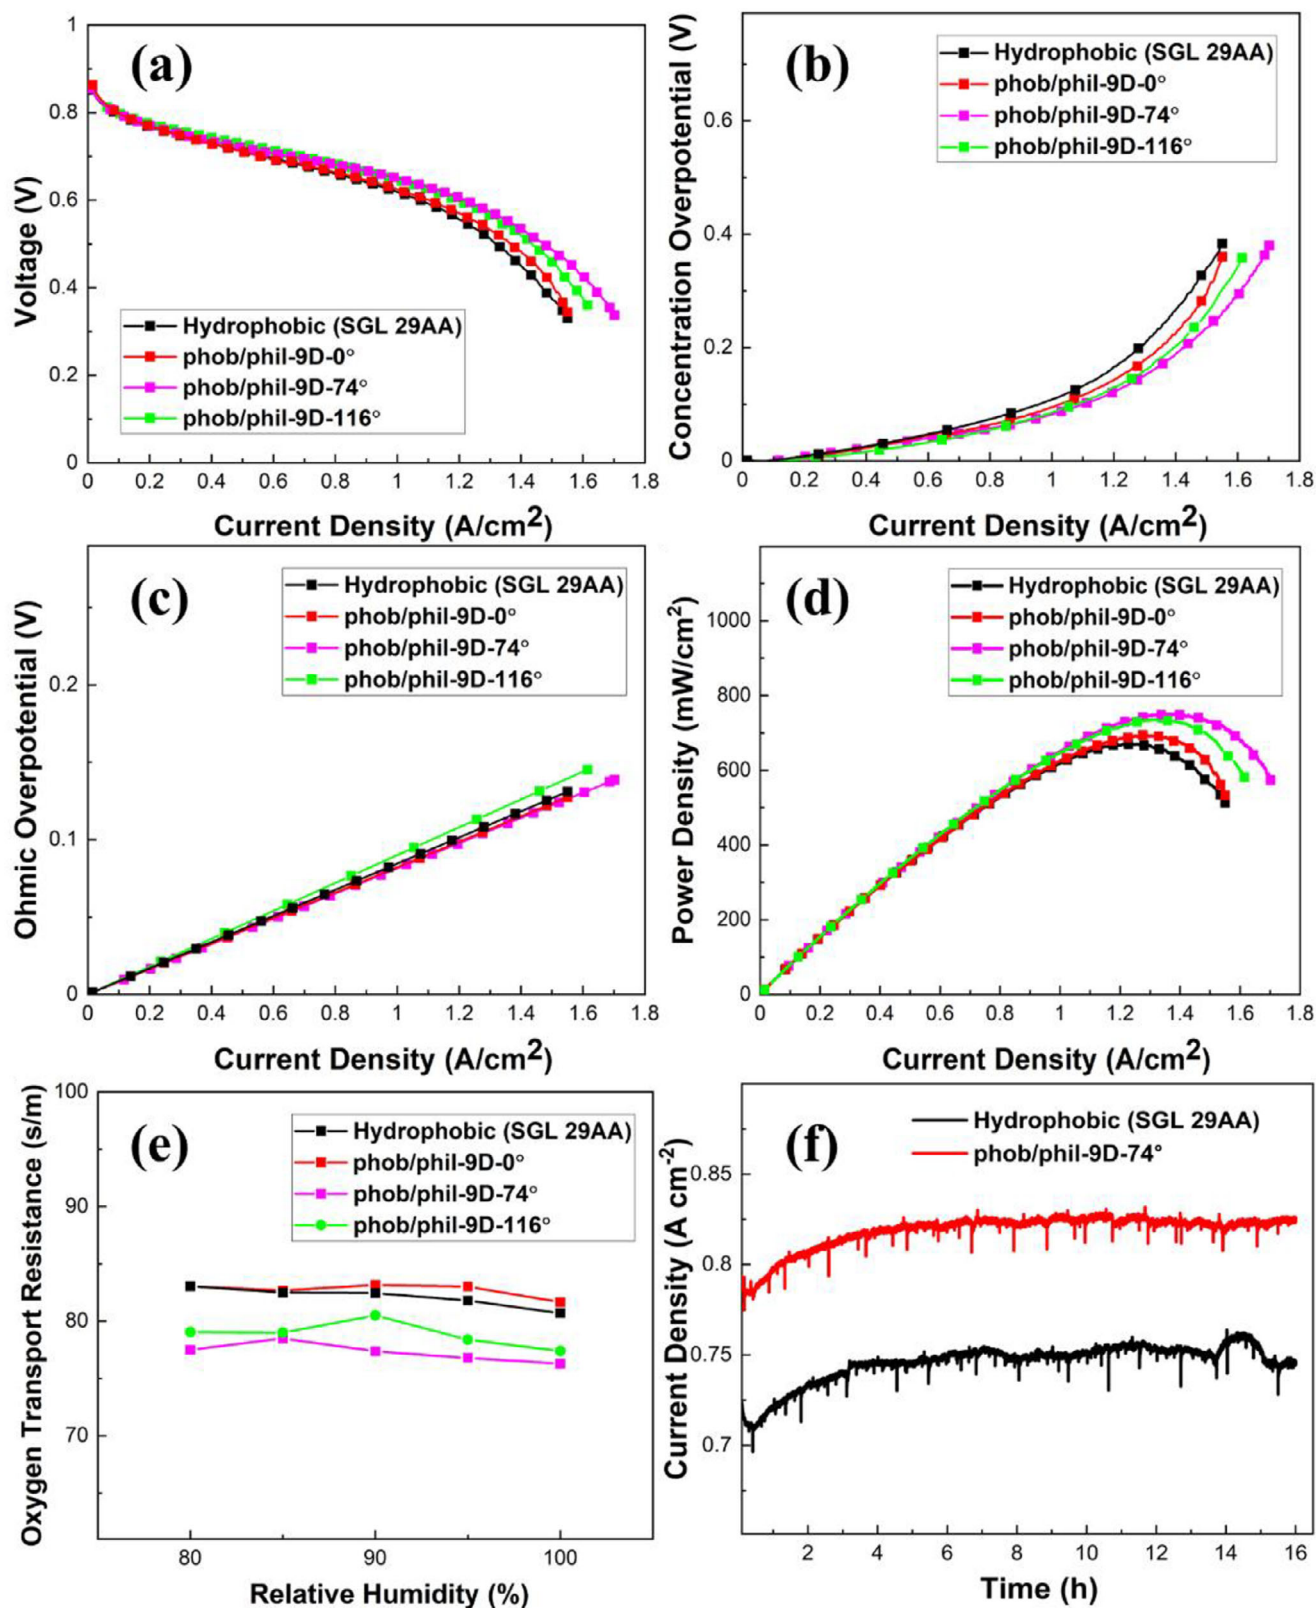 (a)
Voltage (V)
1
0.8
0.6
0.4
0.2
0
Hydrophobic (SGL 29AA)
phob/phil-9D-0°
phob/phil-9D-74°
phob/phil-9D-116°
0 0.2 0.4 0.6 0.8 1 1.2 1.4 1.6 1.8
Current Density (A/cm2)
(b)
Concentration Overpotential (V)
0.6
0.4
0.2
0
Hydrophobic (SGL 29AA)
phob/phil-9D-0°
phob/phil-9D-74°
phob/phil-9D-116°
0 0.2 0.4 0.6 0.8 1 1.2 1.4 1.6 1.8
Current Density (A/cm2)
(c)
Ohmic Overpotential (V)
0.2
0.1
0
Hydrophobic (SGL 29AA)
phob/phil-9D-0°
phob/phil-9D-74°
phob/phil-9D-116°
0 0.2 0.4 0.6 0.8 1 1.2 1.4 1.6 1.8
Current Density (A/cm2)
(d)
Power Density (mW/cm2)
1000
800
600
400
200
0
Hydrophobic (SGL 29AA)
phob/phil-9D-0°
phob/phil-9D-74°
phob/phil-9D-116°
0 0.2 0.4 0.6 0.8 1 1.2 1.4 1.6 1.8
Current Density (A/cm2)
(e)
Oxygen Transport Resistance (s/m)
100
90
80
70
Hydrophobic (SGL 29AA)
phob/phil-9D-0°
phob/phil-9D-74°
phob/phil-9D-116°
80 90 100
Relative Humidity (%)
(f)
Current Density (A cm-2)
0.85
0.8
0.75
0.7
Hydrophobic (SGL 29AA)
phob/phil-9D-74°
2 4 6 8 10 12 14 16
Time (h)